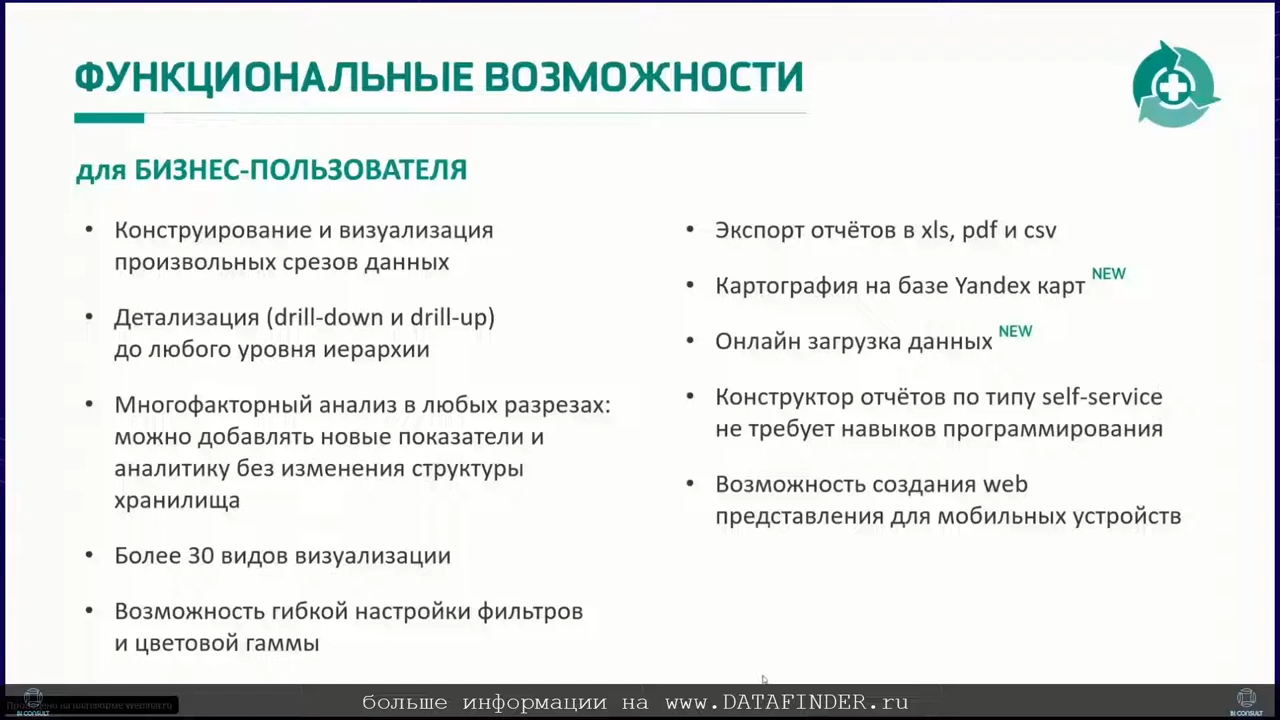 ФУНКЦИОНАЛЬНЫЕ ВОЗМОЖНОСТИ
для БИЗНЕС-ПОЛЬЗОВАТЕЛЯ
• Конструирование и визуализация
произвольных срезов данных
• Детализация (drill-down и drill-up)
до любого уровня иерархии
• Многофакторный анализ в любых разрезах:
можно добавлять новые показатели и
аналитику без изменения структуры
хранилища
• Более 30 видов визуализации
• Возможность гибкой настройки фильтров
и цветовой гаммы
• Экспорт отчётов в xls, pdf и csv
• Картография на базе Yandex карт NEW
• Онлайн загрузка данных NEW
• Конструктор отчётов по типу self-service
не требует навыков программирования
• Возможность создания web
представления для мобильных устройств
больше информации на www.DATAFINDER.ru
IN CONSULT
IN CONSULT